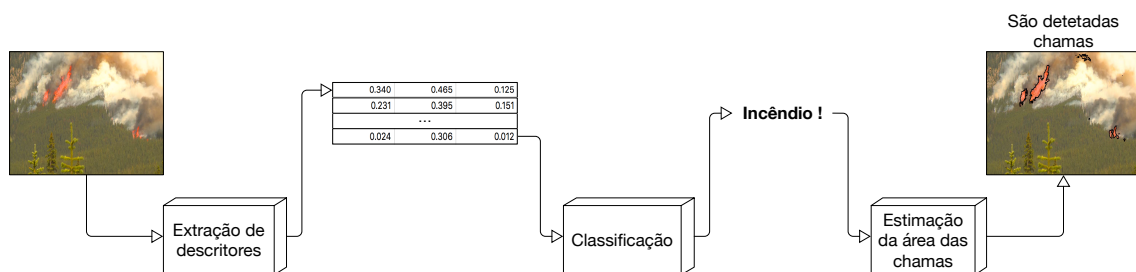 São detetadas
chamas
0.340 0.465 0.125
0.231 0.395 0.151
...
0.024 0.306 0.012
Incêndio !
Extração de
descritores
Classificação
Estimação
da área das
chamas